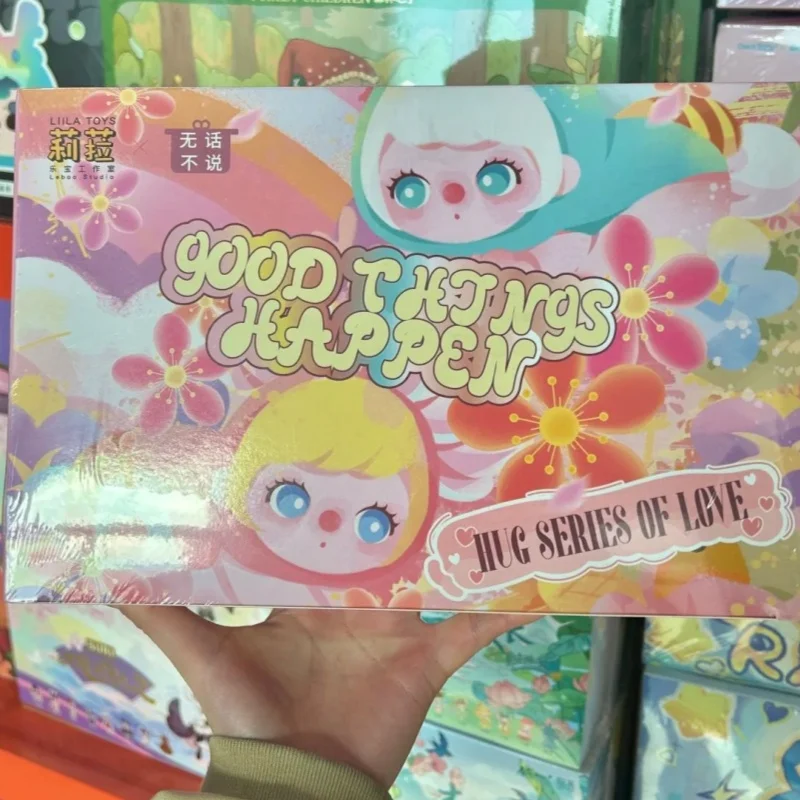 LIILA TOYS
莉菈
乐宝工作室
Lebao Studio
×
无话
不说
GOOD THINGS
HAPPEN
HUG SERIES OF LOVE